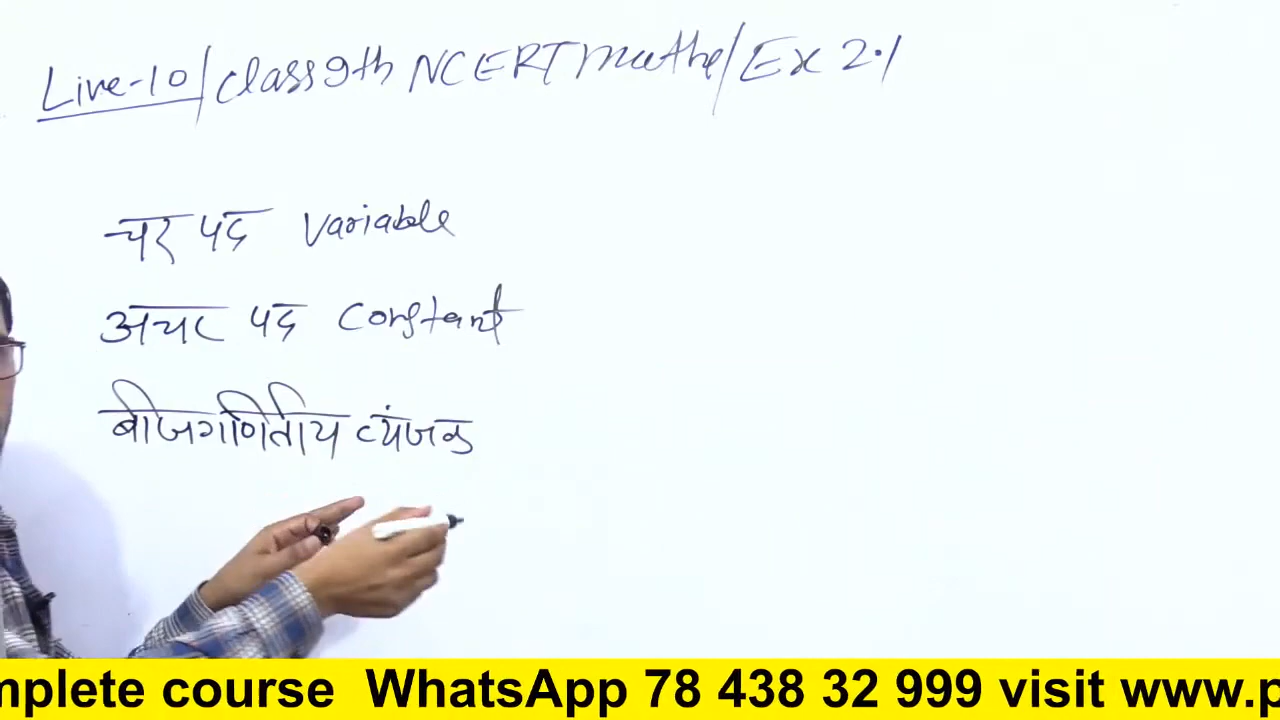 Live-10/class 9th NCERT maths/Ex 2.1
चर पद variable
अचर पद constant
बीजगणितीय व्यंजक
mplete course WhatsApp 78 438 32 999 visit www.p